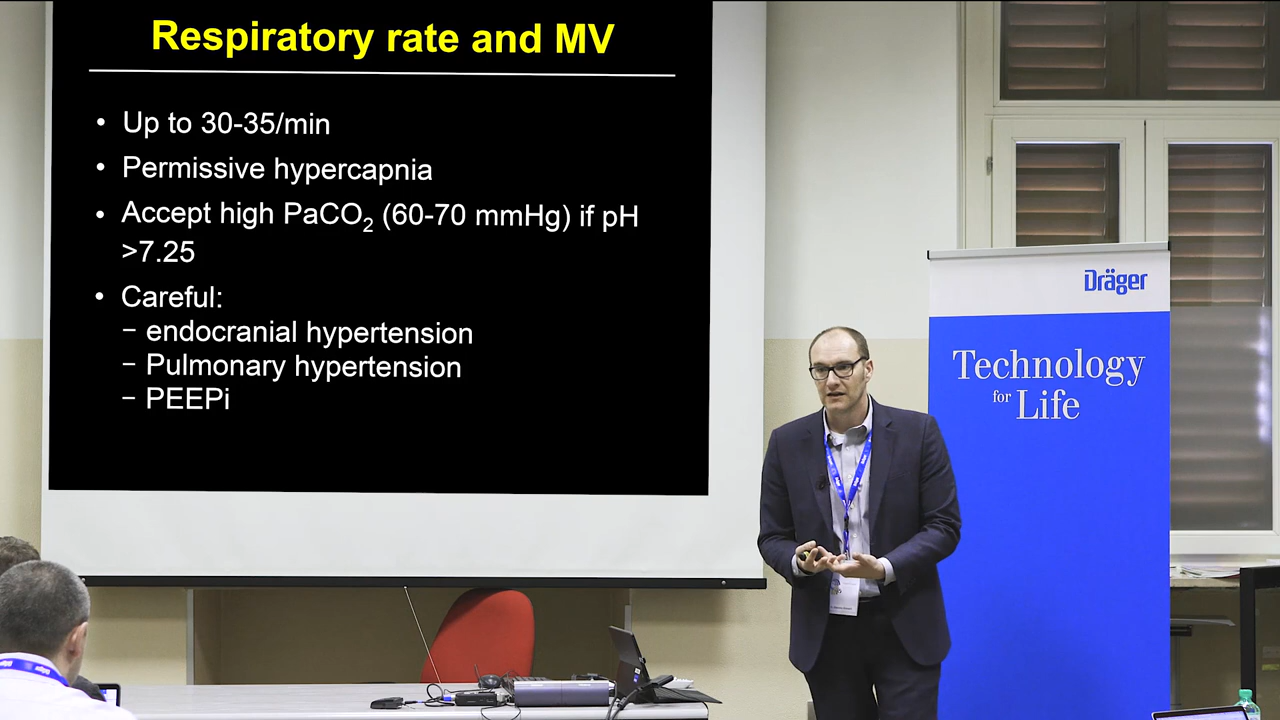 Respiratory rate and MV
• Up to 30-35/min
• Permissive hypercapnia
• Accept high PaCO₂ (60-70 mmHg) if pH
>7.25
• Careful:
− endocranial hypertension
− Pulmonary hypertension
− PEEPi
Dräger
Technology
for Life